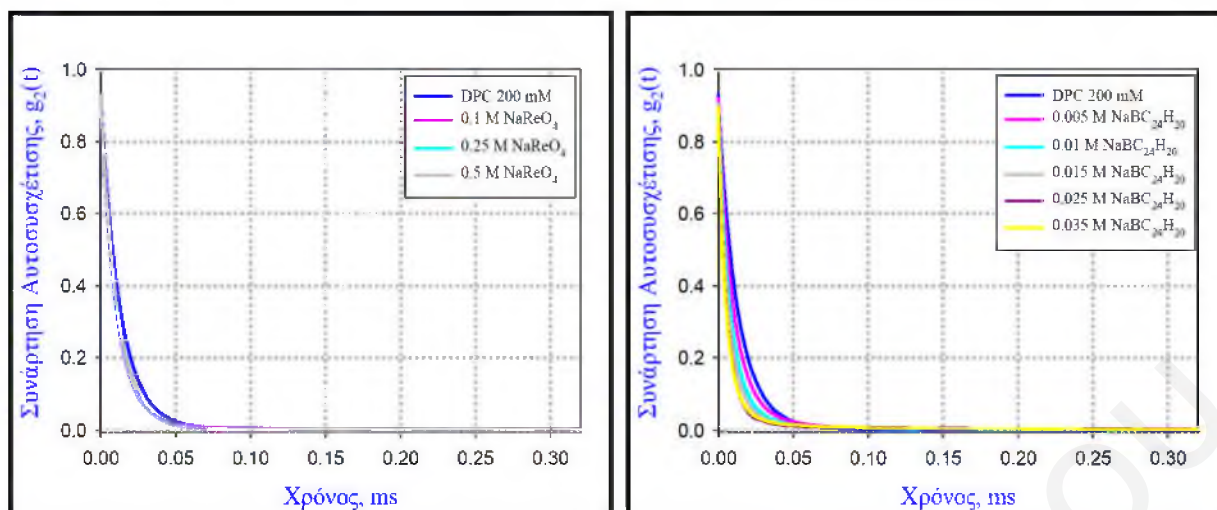 Συνάρτηση Αυτοσυσχέτισης, g₂(t)
1.0
0.8
0.6
0.4
0.2
0.0
DPC 200 mM
0.1 M NaReO₄
0.25 M NaReO₄
0.5 M NaReO₄
0.00 0.05 0.10 0.15 0.20 0.25 0.30
Χρόνος, ms
Συνάρτηση Αυτοσυσχέτισης, g₂(t)
1.0
0.8
0.6
0.4
0.2
0.0
DPC 200 mM
0.005 M NaBC₂₄H₂₀
0.01 M NaBC₂₄H₂₀
0.015 M NaBC₂₄H₂₀
0.025 M NaBC₂₄H₂₀
0.035 M NaBC₂₄H₂₀
0.00 0.05 0.10 0.15 0.20 0.25 0.30
Χρόνος, ms